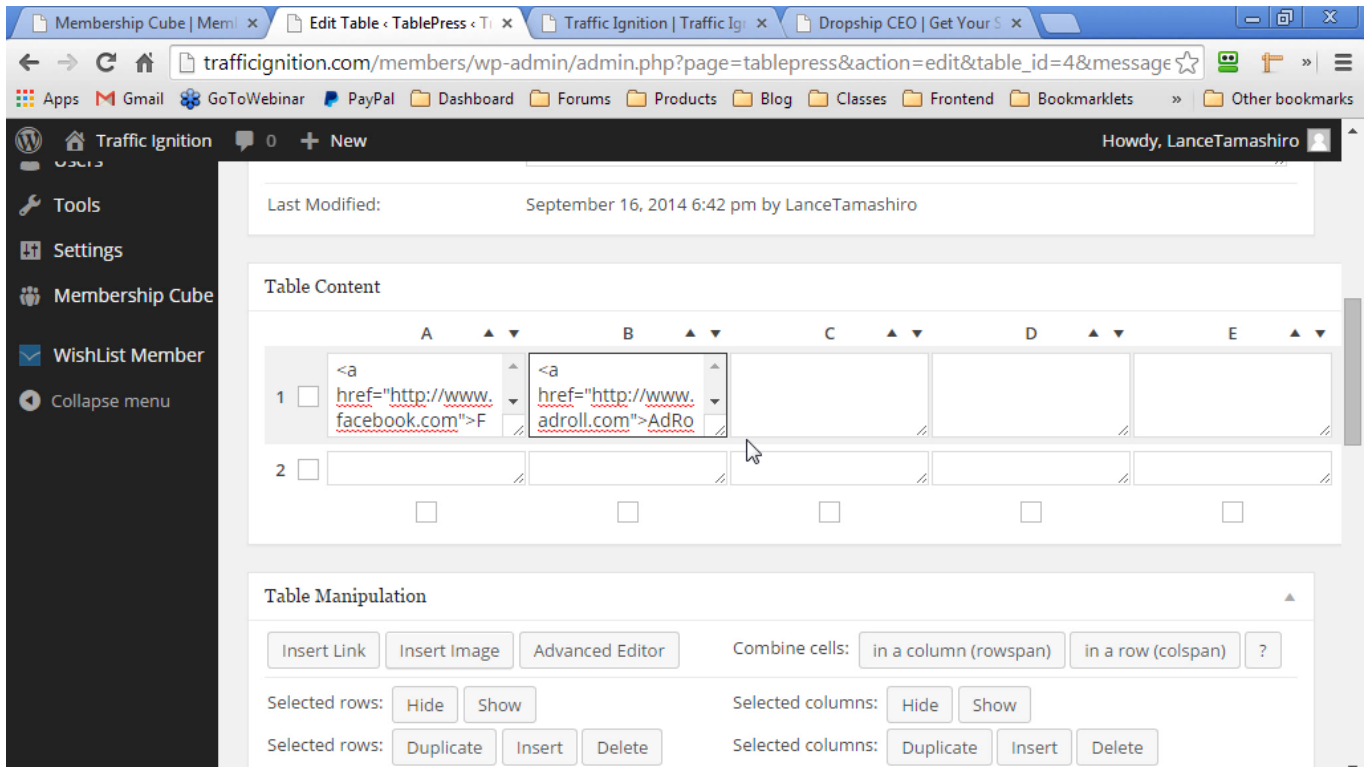 Membership Cube | Mem
Edit Table ‹ TablePress ‹ T
Traffic Ignition | Traffic Ig
Dropship CEO | Get Your S
trafficignition.com/members/wp-admin/admin.php?page=tablepress&action=edit&table_id=4&message
Apps Gmail GoToWebinar PayPal Dashboard Forums Products Blog Classes Frontend Bookmarklets » Other bookmarks
Traffic Ignition 0 + New Howdy, LanceTamashiro
Users
Tools
Settings
Membership Cube
WishList Member
Collapse menu
Last Modified: September 16, 2014 6:42 pm by LanceTamashiro
Table Content
A B C D E
1
<a
href="http://www.
facebook.com">F
<a
href="http://www.
adroll.com">AdRo
2
Table Manipulation
Insert Link Insert Image Advanced Editor Combine cells: in a column (rowspan) in a row (colspan) ?
Selected rows: Hide Show Selected columns: Hide Show
Selected rows: Duplicate Insert Delete Selected columns: Duplicate Insert Delete